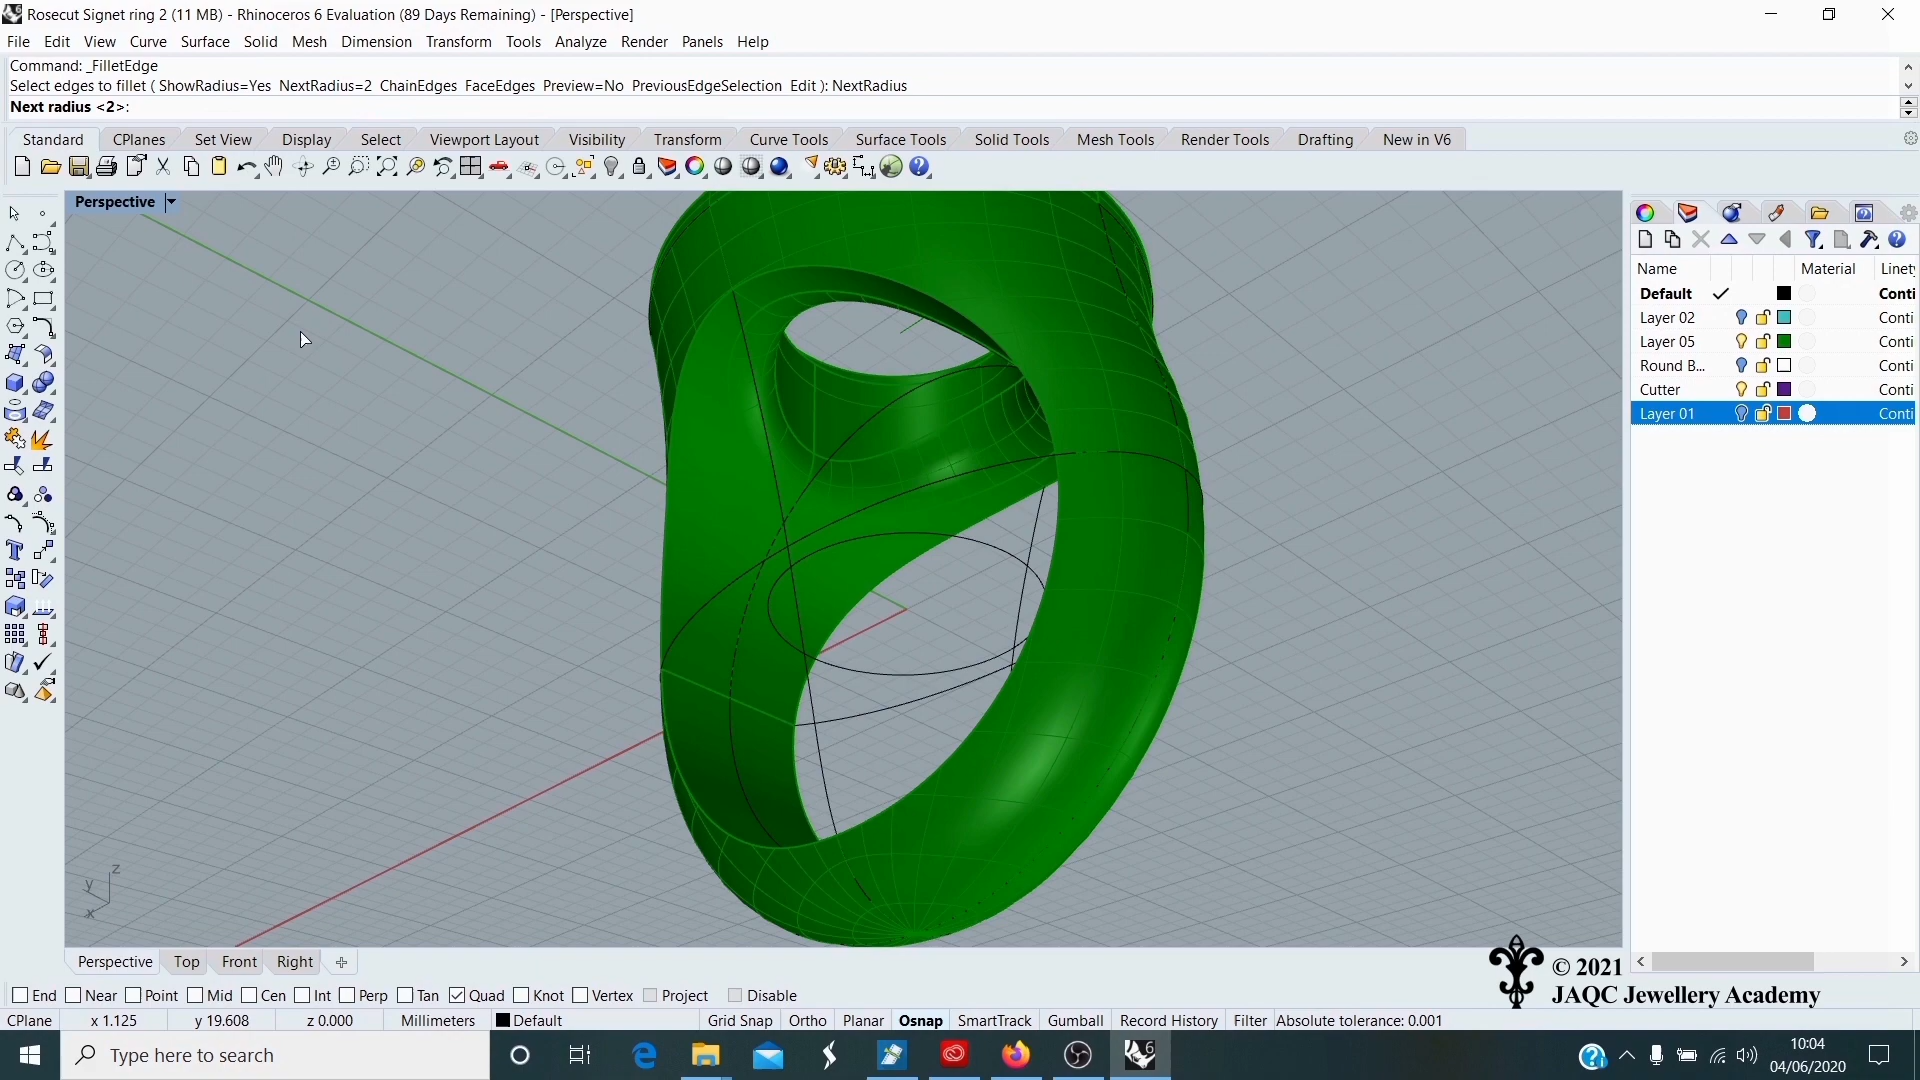 Rosecut Signet ring 2 (11 MB) - Rhinoceros 6 Evaluation (89 Days Remaining) - [Perspective]
File Edit View Curve Surface Solid Mesh Dimension Transform Tools Analyze Render Panels Help
Command: _FilletEdge
Select edges to fillet ( ShowRadius=Yes NextRadius=2 ChainEdges FaceEdges Preview=No PreviousEdgeSelection Edit ): NextRadius
Next radius <2>:
Standard CPlanes Set View Display Select Viewport Layout Visibility Transform Curve Tools Surface Tools Solid Tools Mesh Tools Render Tools Drafting New in V6
Perspective
Name Material Linety
Default Conti
Layer 02 Conti
Layer 05 Conti
Round B... Conti
Cutter Conti
Layer 01 Conti
z
y
x
Perspective Top Front Right
© 2021
JAQC Jewellery Academy
End Near Point Mid Cen Int Perp Tan Quad Knot Vertex Project Disable
CPlane x 1.125 y 19.608 z 0.000 Millimeters Default Grid Snap Ortho Planar Osnap SmartTrack Gumball Record History Filter Absolute tolerance: 0.001
Type here to search
6
10:04
04/06/2020